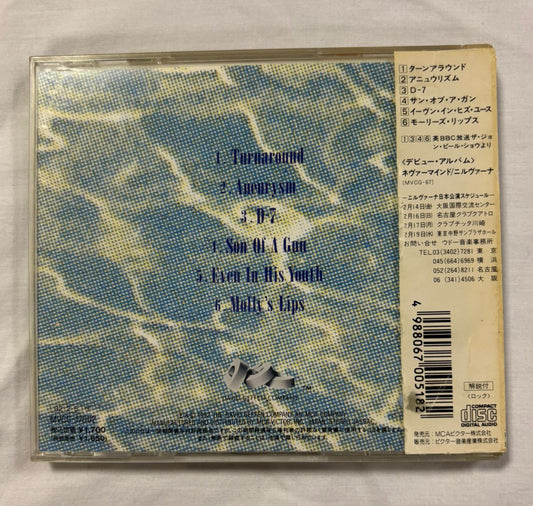 1. Turnaround
2. Aneurysm
3. D-7
4. Son Of A Gun
5. Even In His Youth
6. Molly's Lips
TM
¥1,700
¥1,650
1 ターンアラウンド
2 アニュウリズム
3 D-7
4 サン・オブ・ア・ガン
5 イーヴン・イン・ヒズ・ユース
6 モーリーズ・リップス
1 3 4 6 英BBC放送ザ・ジョン・ピール・ショウより
〈デビュー・アルバム〉
ネヴァーマインド/ニルヴァーナ
(MVCG-67)
―ニルヴァーナ日本公演スケジュール―
2月14日㈮ 大阪国際交流センター
2月16日㈰ 名古屋クラブクアトロ
2月17日㈪ クラブチッタ川崎
2月19日㈬ 東京中野サンプラザホール
お問い合せ ウドー音楽事務所
TEL03(3402)7281 東京
045(664)6969 横浜
052(264)8211 名古屋
06 (341)4506 大阪
4 988067 005182
解説付
〈ロック〉
COMPACT
disc
DIGITAL AUDIO
発売元：MCAビクター株式会社
販売元：ビクター音楽産業株式会社